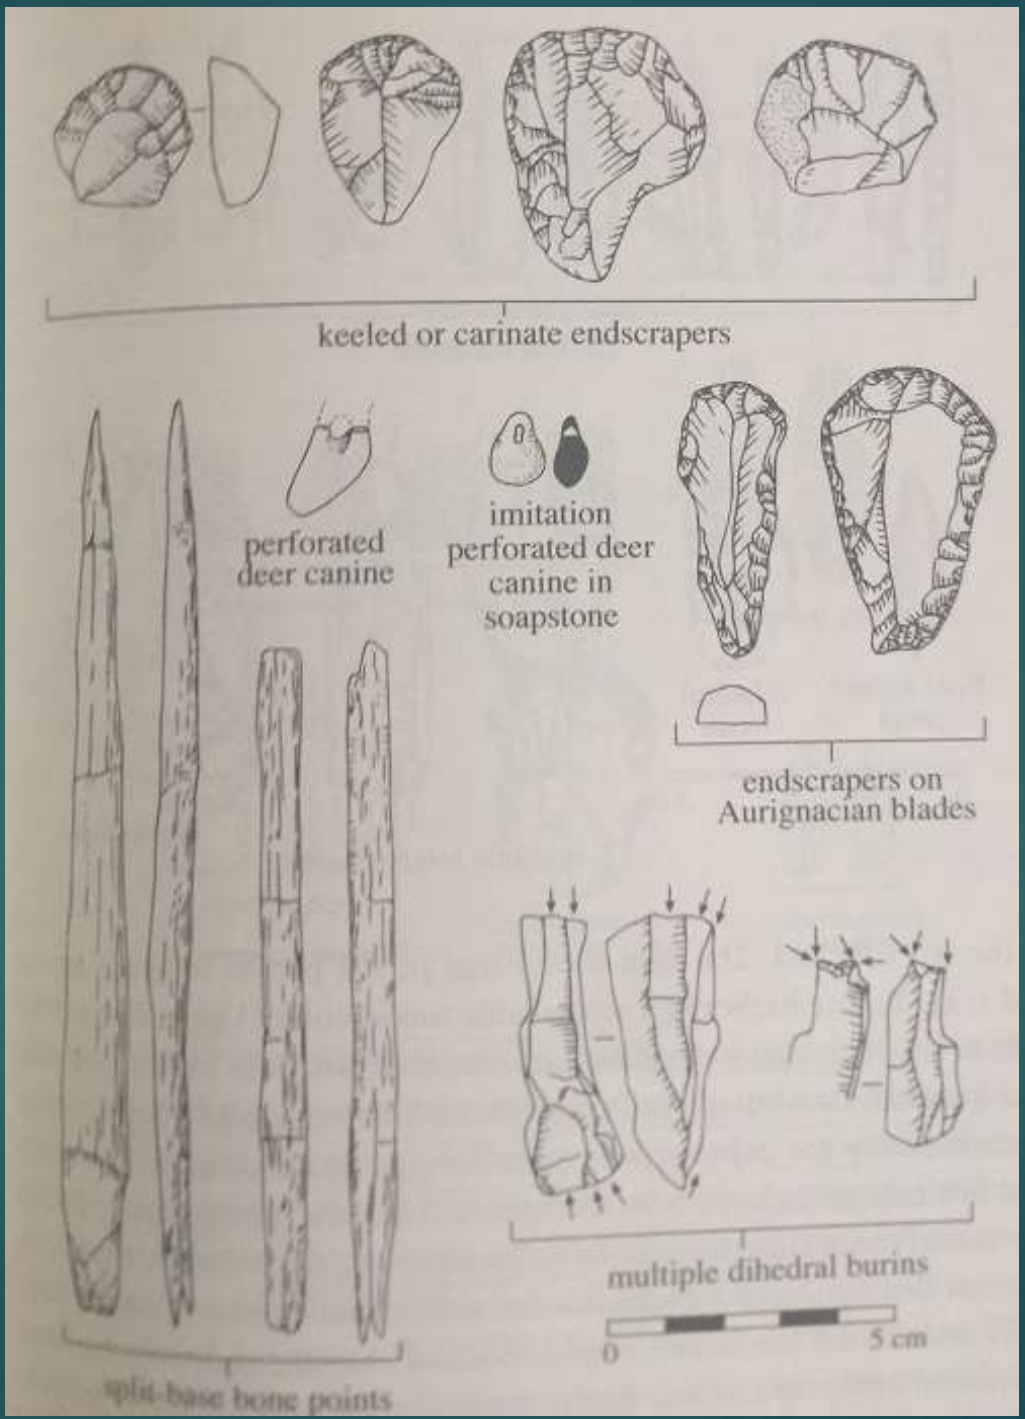 keeled or carinate endscrapers
perforated
deer canine
imitation
perforated deer
canine in
soapstone
endscrapers on
Aurignacian blades
multiple dihedral burins
0
5 cm
split-base bone points